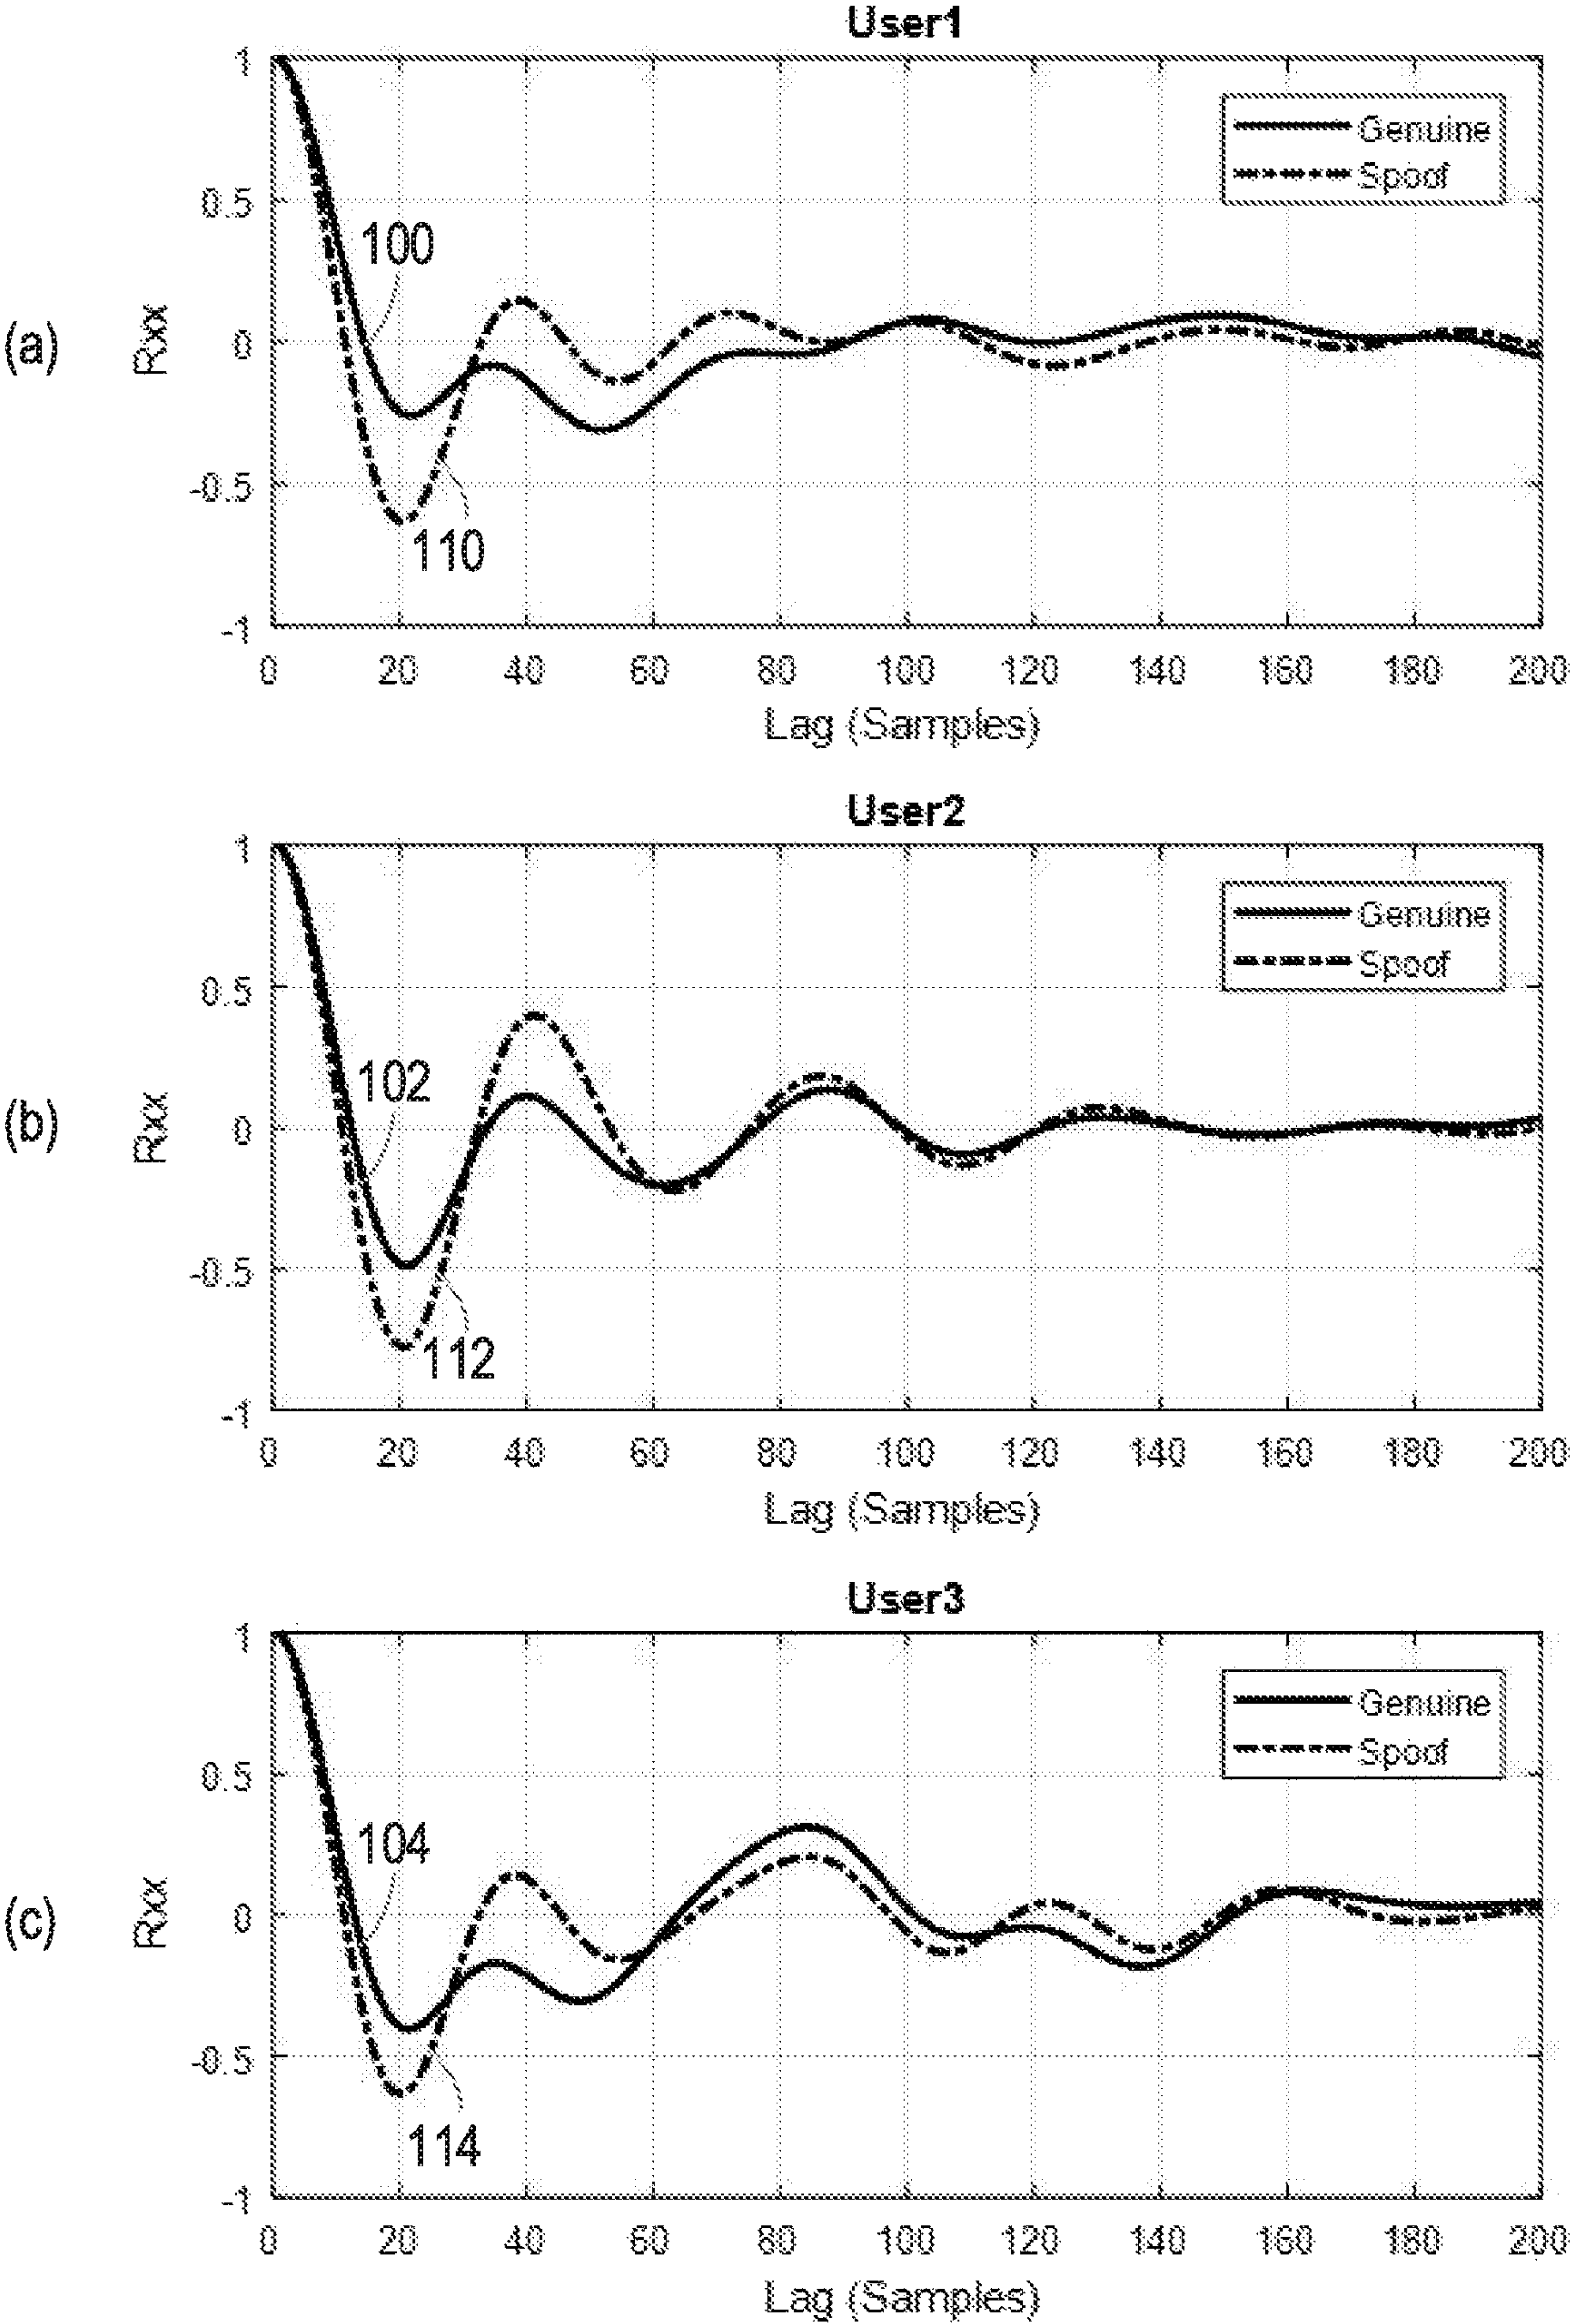 User1
1
Genuine
Spoof
0.5
100
(a)
Rxx
0
-0.5
110
-1
0 20 40 60 80 100 120 140 160 180 200
Lag (Samples)
User2
1
Genuine
Spoof
0.5
102
(b)
Rxx
0
-0.5
112
-1
0 20 40 60 80 100 120 140 160 180 200
Lag (Samples)
User3
1
Genuine
Spoof
0.5
104
(c)
Rxx
0
-0.5
114
-1
0 20 40 60 80 100 120 140 160 180 200
Lag (Samples)